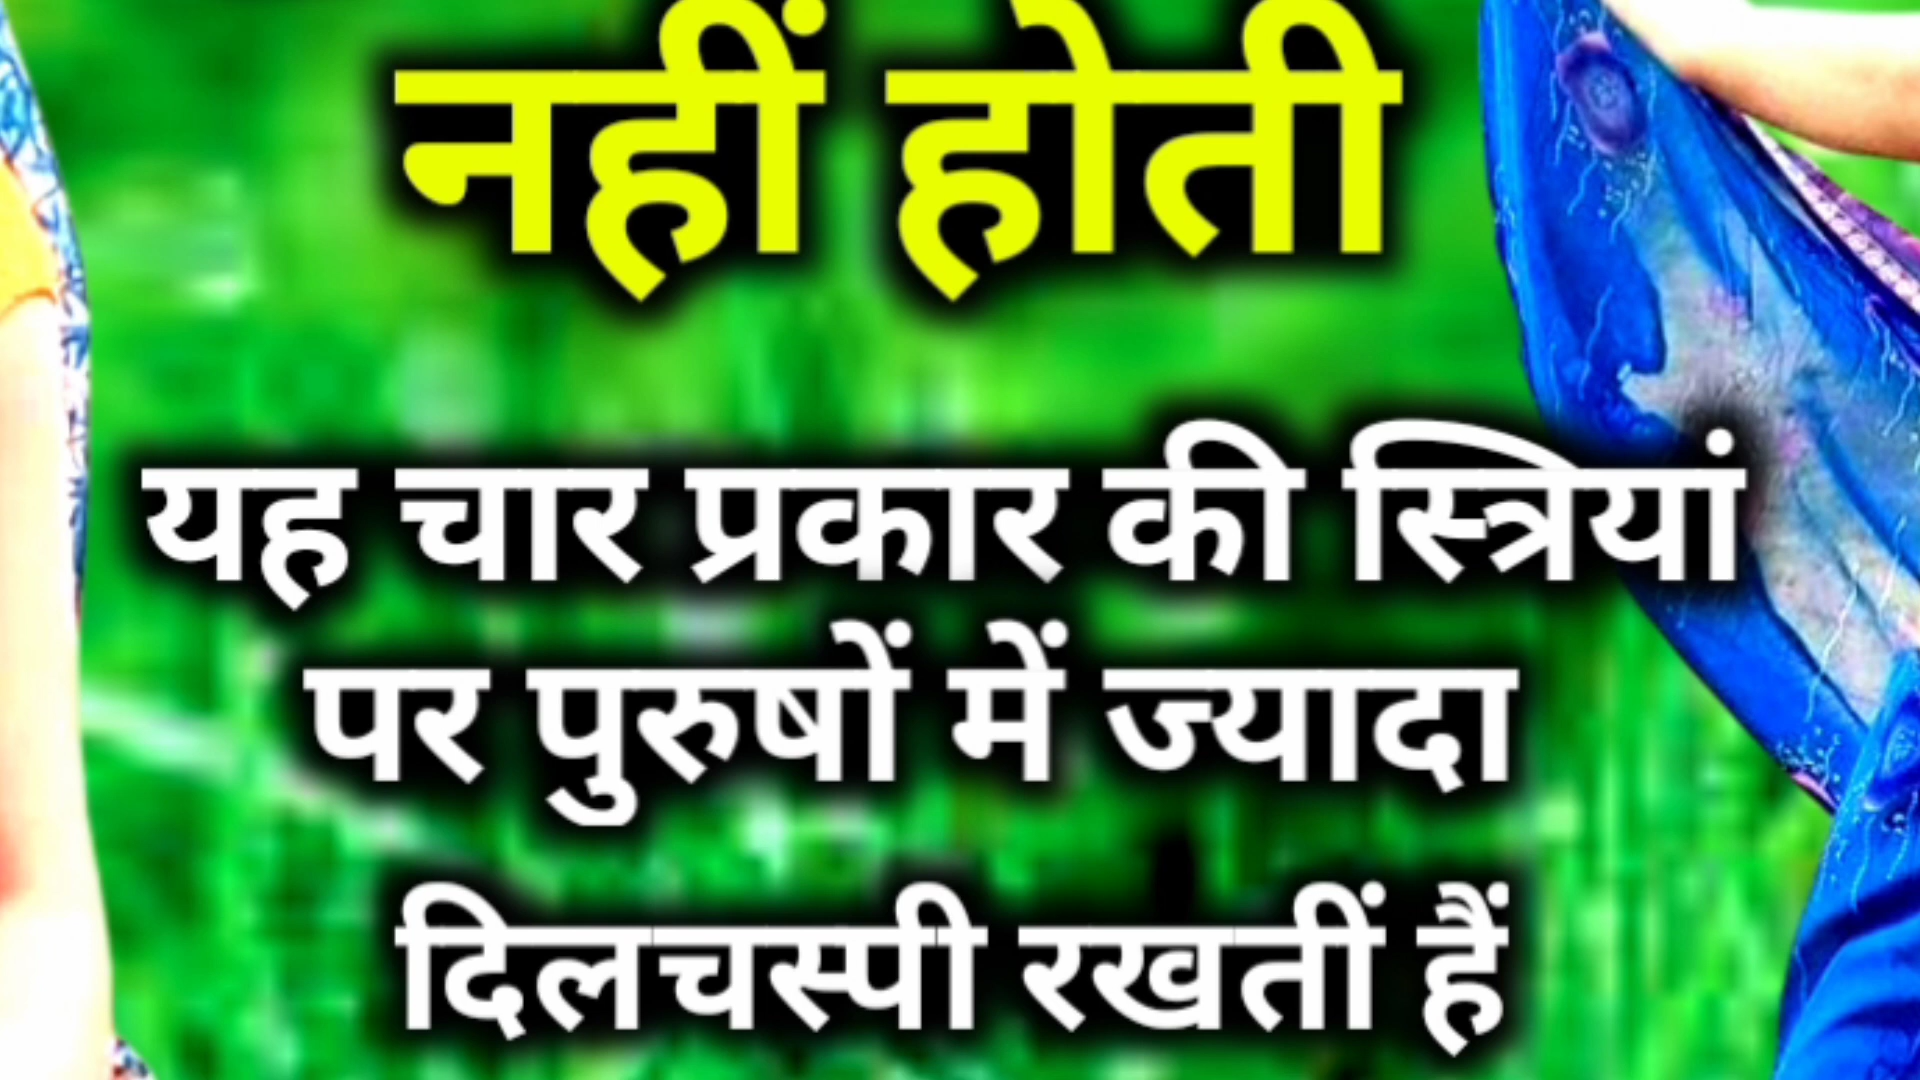 नहीं होती
यह चार प्रकार की स्त्रियां
पर पुरुषों में ज्यादा
दिलचस्पी रखतीं हैं